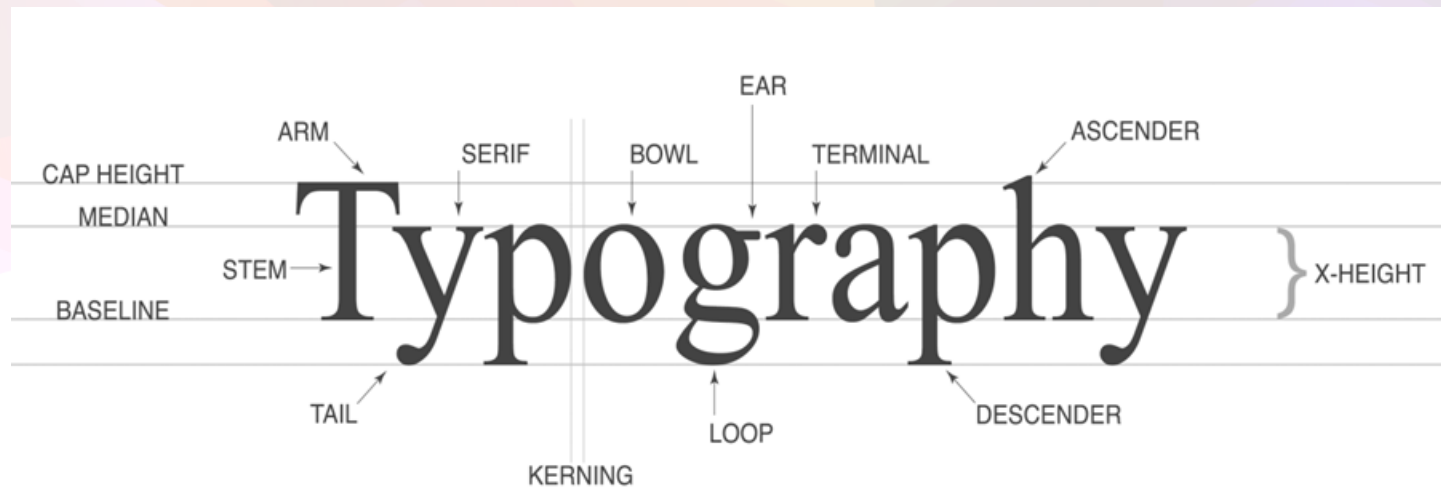 EAR
ARM
ASCENDER
SERIF
BOWL
TERMINAL
CAP HEIGHT
MEDIAN
Typography
STEM
X-HEIGHT
BASELINE
TAIL
DESCENDER
LOOP
KERNING